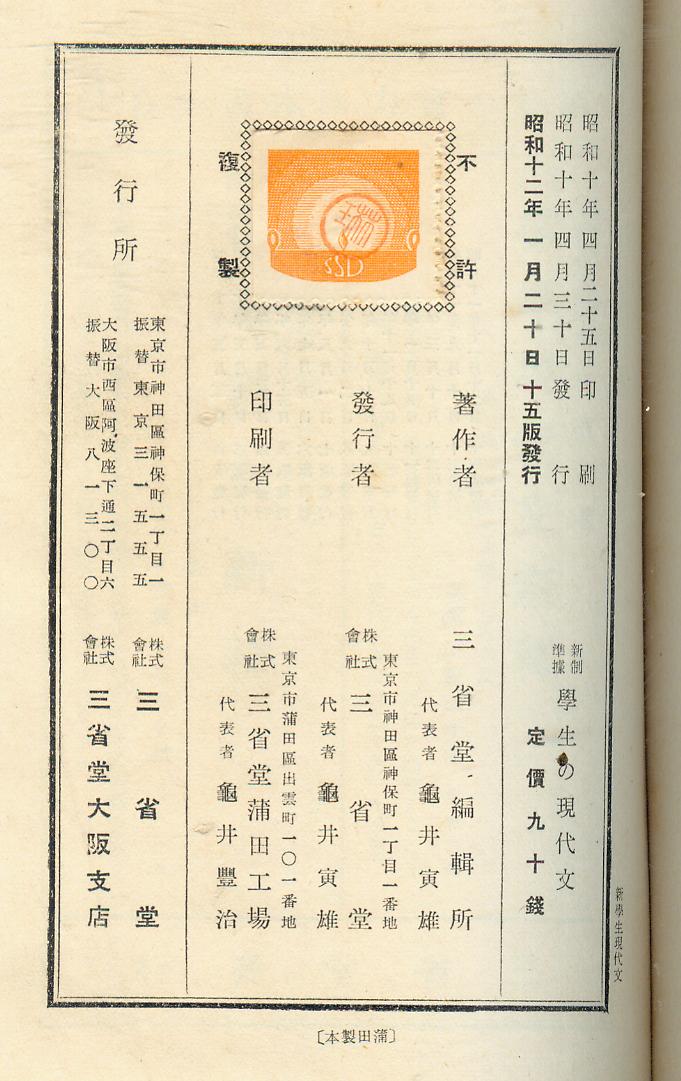 昭和十年四月二十五日印刷
昭和十年四月三十日發行
昭和十二年一月二十日十五版發行
新制
準據
學生の現代文
定價九十錢
不許
複製
SSD
著作者
三省堂編輯所
代表者 龜井寅雄
發行者
東京市神田區神保町一丁目一番地
株式
會社
三省堂
代表者 龜井寅雄
印刷者
東京市蒲田區出雲町一〇一番地
株式
會社
三省堂蒲田工場
代表者 龜井豐治
發行所
東京市神田區神保町一丁目一
振替東京三一五五五
株式
會社
三省堂
大阪市西區阿波座下通二丁目六
振替大阪八一三〇〇
株式
會社
三省堂大阪支店
新學生現代文
〔本製田蒲〕